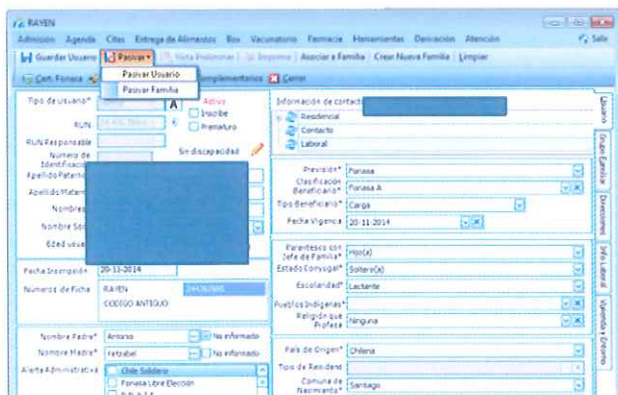 RAYEN
Admisión Agenda Citas Entrega de Alimentos Box Vacunatorio Farmacia Herramientas Derivación Atención Salir
Guardar Usuario Pasivar Vista Preliminar Imprime Asociar a Familia Crear Nueva Familia Limpiar
Cert. Fonasa Complementarios Cerrar
Pasivar Usuario
Pasivar Familia
Tipo de usuario*
A
Activo
Inscribe
Prematuro
RUN
RUN Responsable
Número de
Identificación
Sin discapacidad
Apellido Paterno
Apellido Materno
Nombres
Nombre Social
Edad usuario
Fecha Inscripción 20-11-2014
Numeros de Ficha RAYEN
CODIGO ANTIGUO
Nombre Padre* Antonio No informado
Nombre Madre* No informado
Alerta Administrativa Chile Solidario
Fonasa Libre Elección
Información de contacto
Residencial
Contacto
Laboral
Previsión* Fonasa
Clasificación
Beneficiario* Fonasa A
Tipo Beneficiario* Carga
Fecha Vigencia 20-11-2014
Parentesco con
Jefe de Familia* Hijo(a)
Estado Conyugal* Soltero(a)
Escolaridad* Lactante
Pueblos Indigenas*
Religión que
Profesa Ninguna
País de Origen* Chilena
Tipo de Residens
Comuna de
Nacimiento* Santiago
Usuario
Grupo Familiar
Direcciones
Info Laboral
Vivienda y Entorno